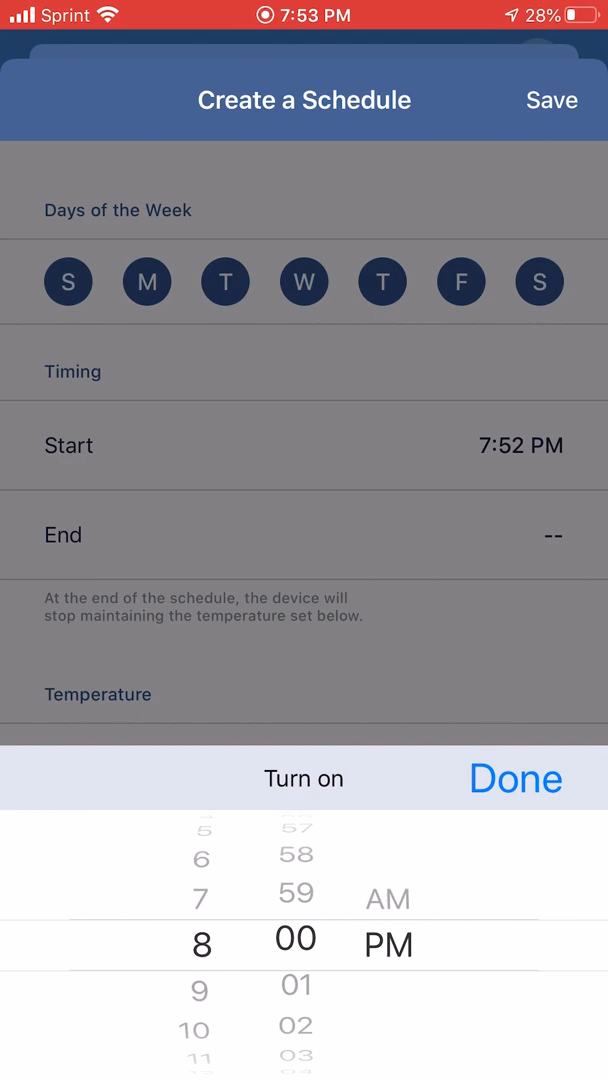 Sprint 7:53 PM 28%
Create a Schedule Save
Days of the Week
S M T W T F S
Timing
Start 7:52 PM
End --
At the end of the schedule, the device will
stop maintaining the temperature set below.
Temperature
Turn on Done
5 57
6 58
7 59 AM
8 00 PM
9 01
10 02
11 03